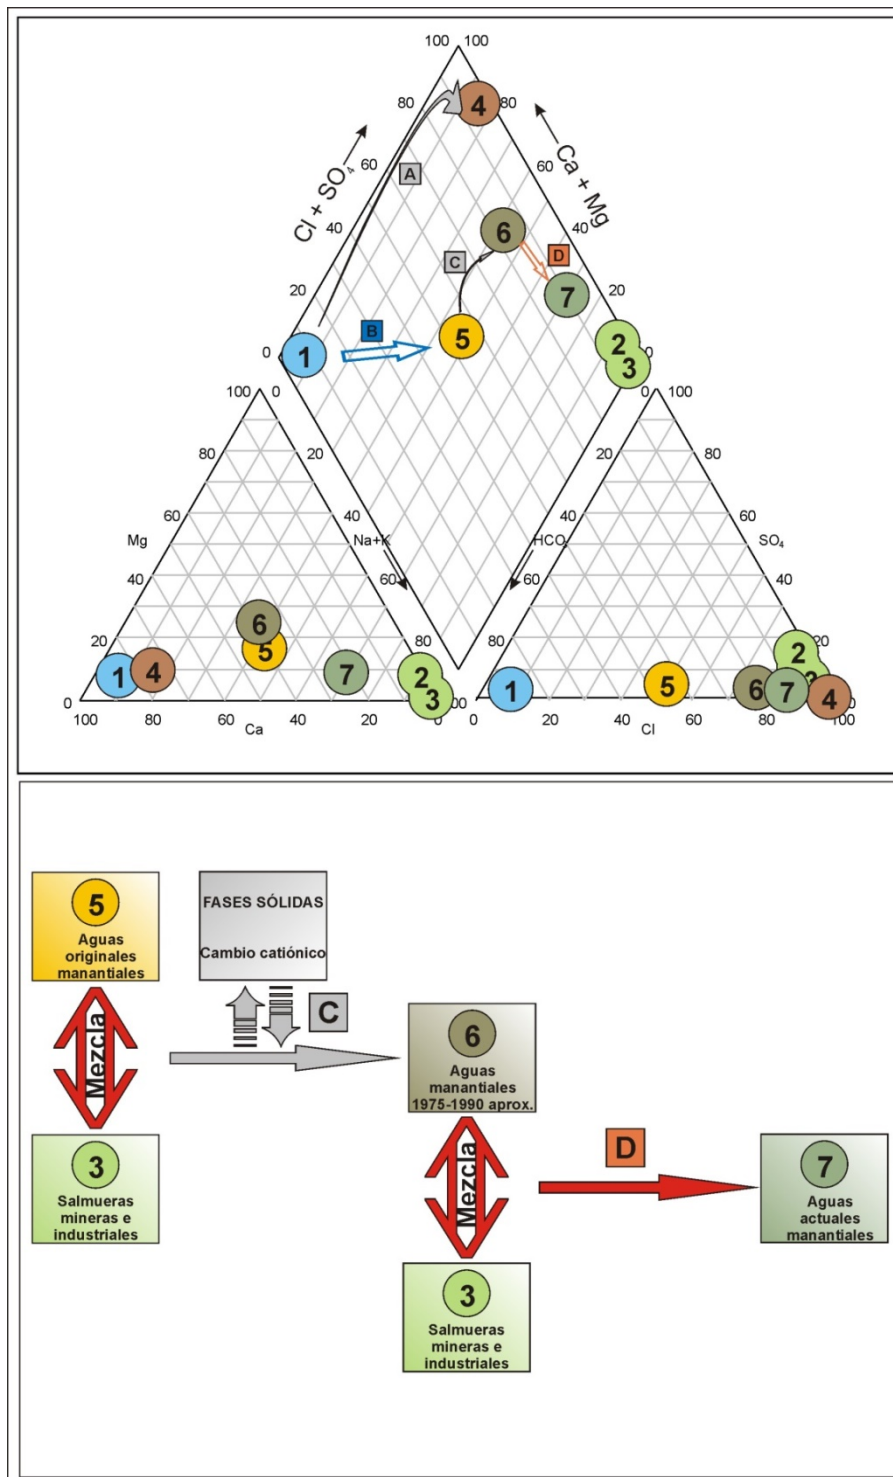 100 100
80
4
80
Cl + SO4
A
60
60
Ca + Mg
40
6
40
C
D
20
7
20
B
5
2
0
1
3
0
100
0
0
100
80
20
20
80
Mg
60
40
Na+K
HCO3
40
60
SO4
40
60
60
40
6
20
5
80
80
2
20
1
4
7
2
3
1
5
6
7
4
0
100
80
60
40
20
0
00
0
20
40
60
80
100
Ca
Cl
5
Aguas
originales
manantiales
FASES SÓLIDAS
Cambio catiónico
Mezcla
C
6
Aguas
manantiales
1975-1990 aprox.
3
Salmueras
mineras e
industriales
Mezcla
D
7
Aguas
actuales
manantiales
3
Salmueras
mineras e
industriales